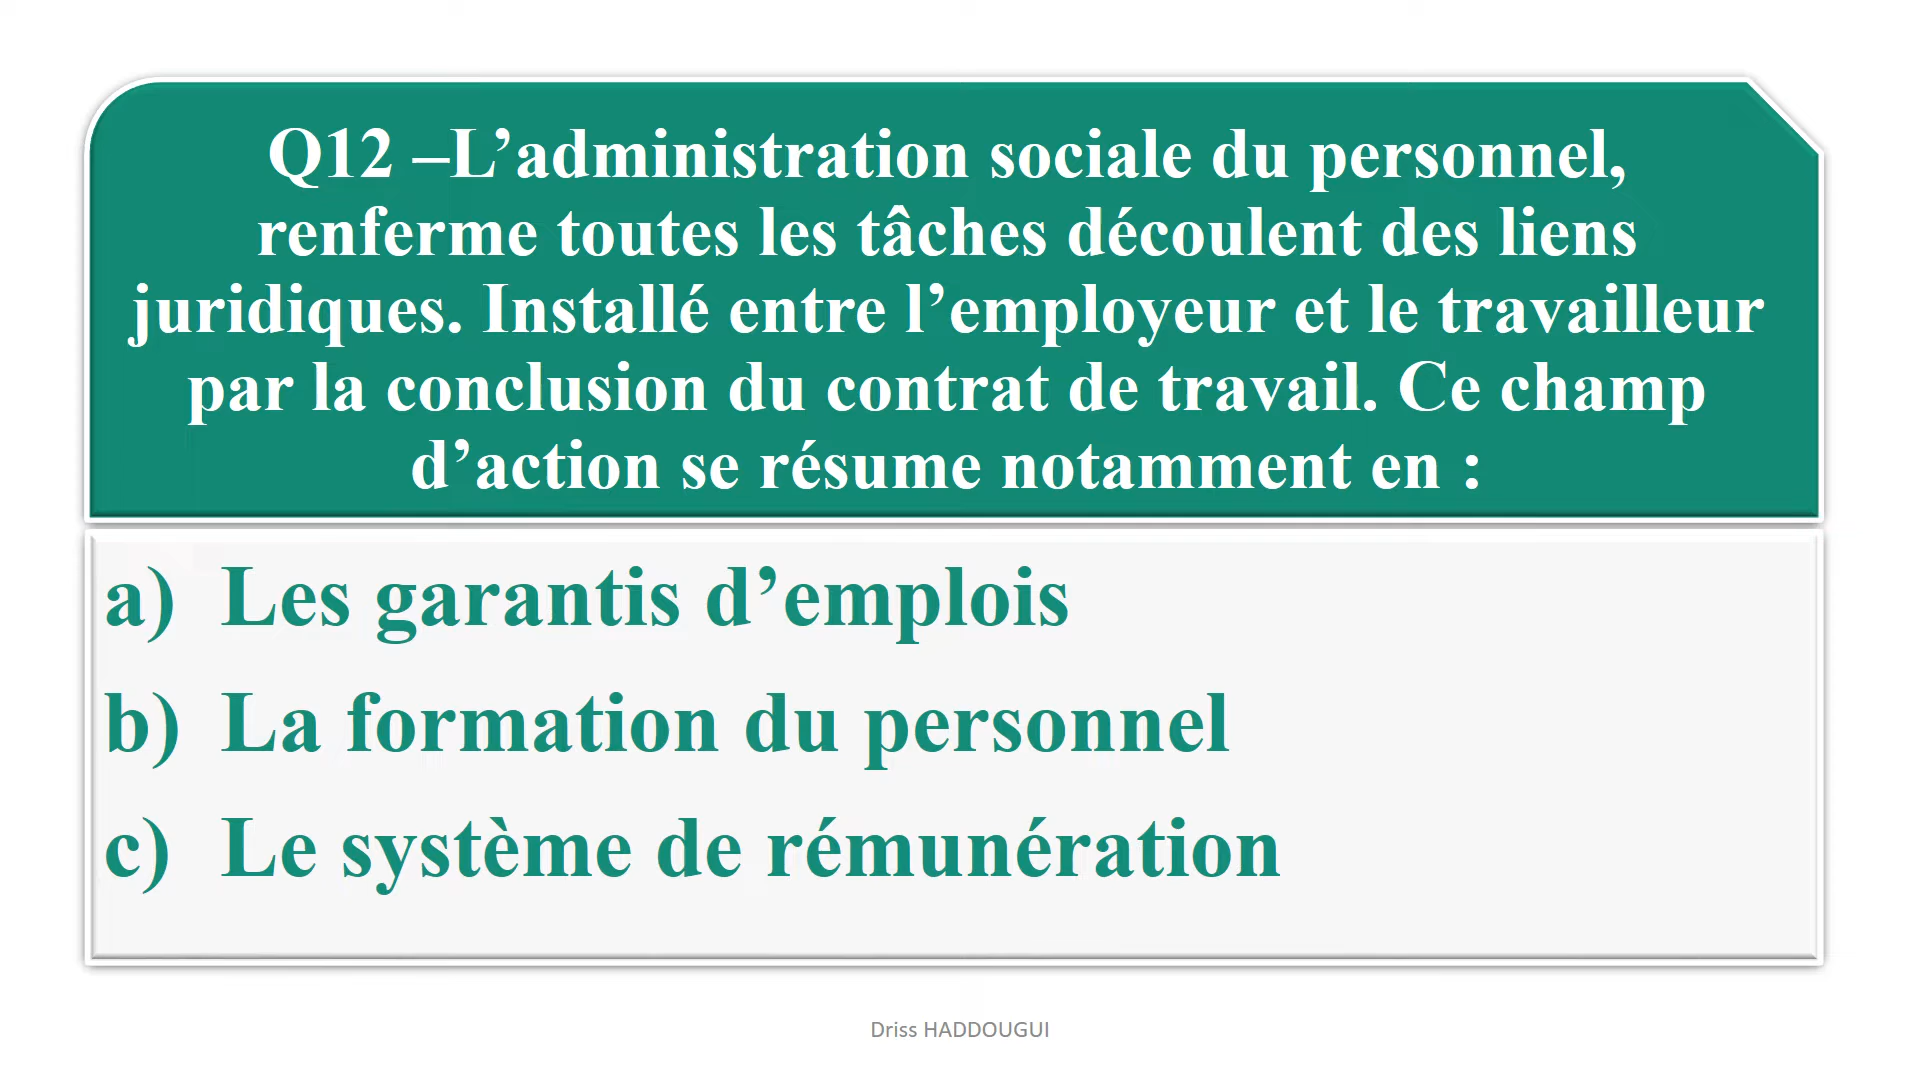 Q12 –L’administration sociale du personnel,
renferme toutes les tâches découlent des liens
juridiques. Installé entre l’employeur et le travailleur
par la conclusion du contrat de travail. Ce champ
d’action se résume notamment en :
a) Les garantis d’emplois
b) La formation du personnel
c) Le système de rémunération
Driss HADDOUGUI